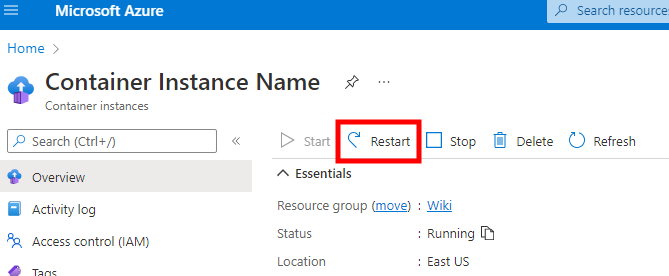 Microsoft Azure
Search resources
Home
Container Instance Name
Container instances
Search (Ctrl+/)
Start Restart Stop Delete Refresh
Overview
Essentials
Activity log
Resource group (move) : Wiki
Access control (IAM)
Status : Running
Location : East US
Tags